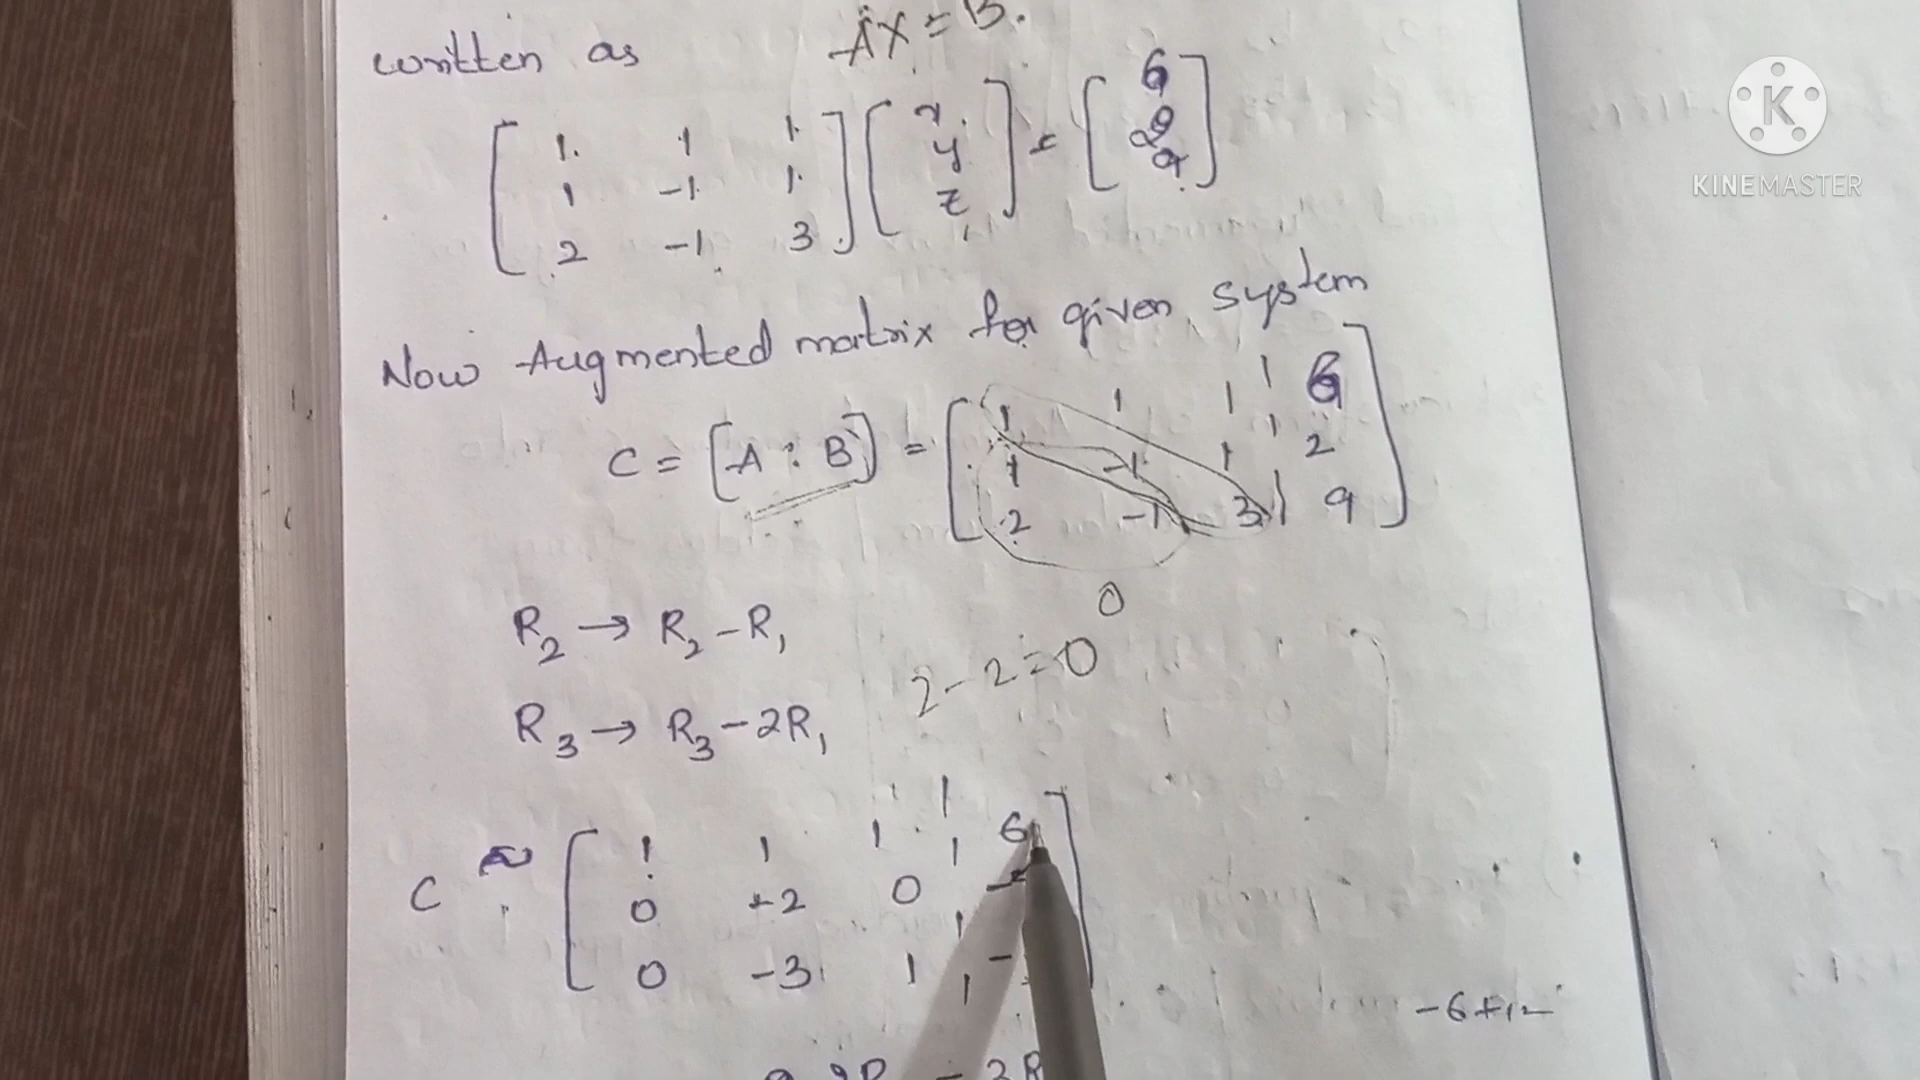 written as AX = B.
[ 1 1 1 ] [ x ] = [ 6 ]
[ 1 -1 1 ] [ y ] [ 2 ]
[ 2 -1 3 ] [ z ] [ 9 ]
Now Augmented matrix for given system
C = [A : B] = [ 1 1 1 | 6 ]
[ 1 -1 1 | 2 ]
[ 2 -1 3 | 9 ]
0
R₂ → R₂ - R₁
2 - 2 = 0
R₃ → R₃ - 2R₁
C ~ [ 1 1 1 | 6 ]
[ 0 -2 0 | - ]
[ 0 -3 1 | - ]
-6+12
KINEMASTER